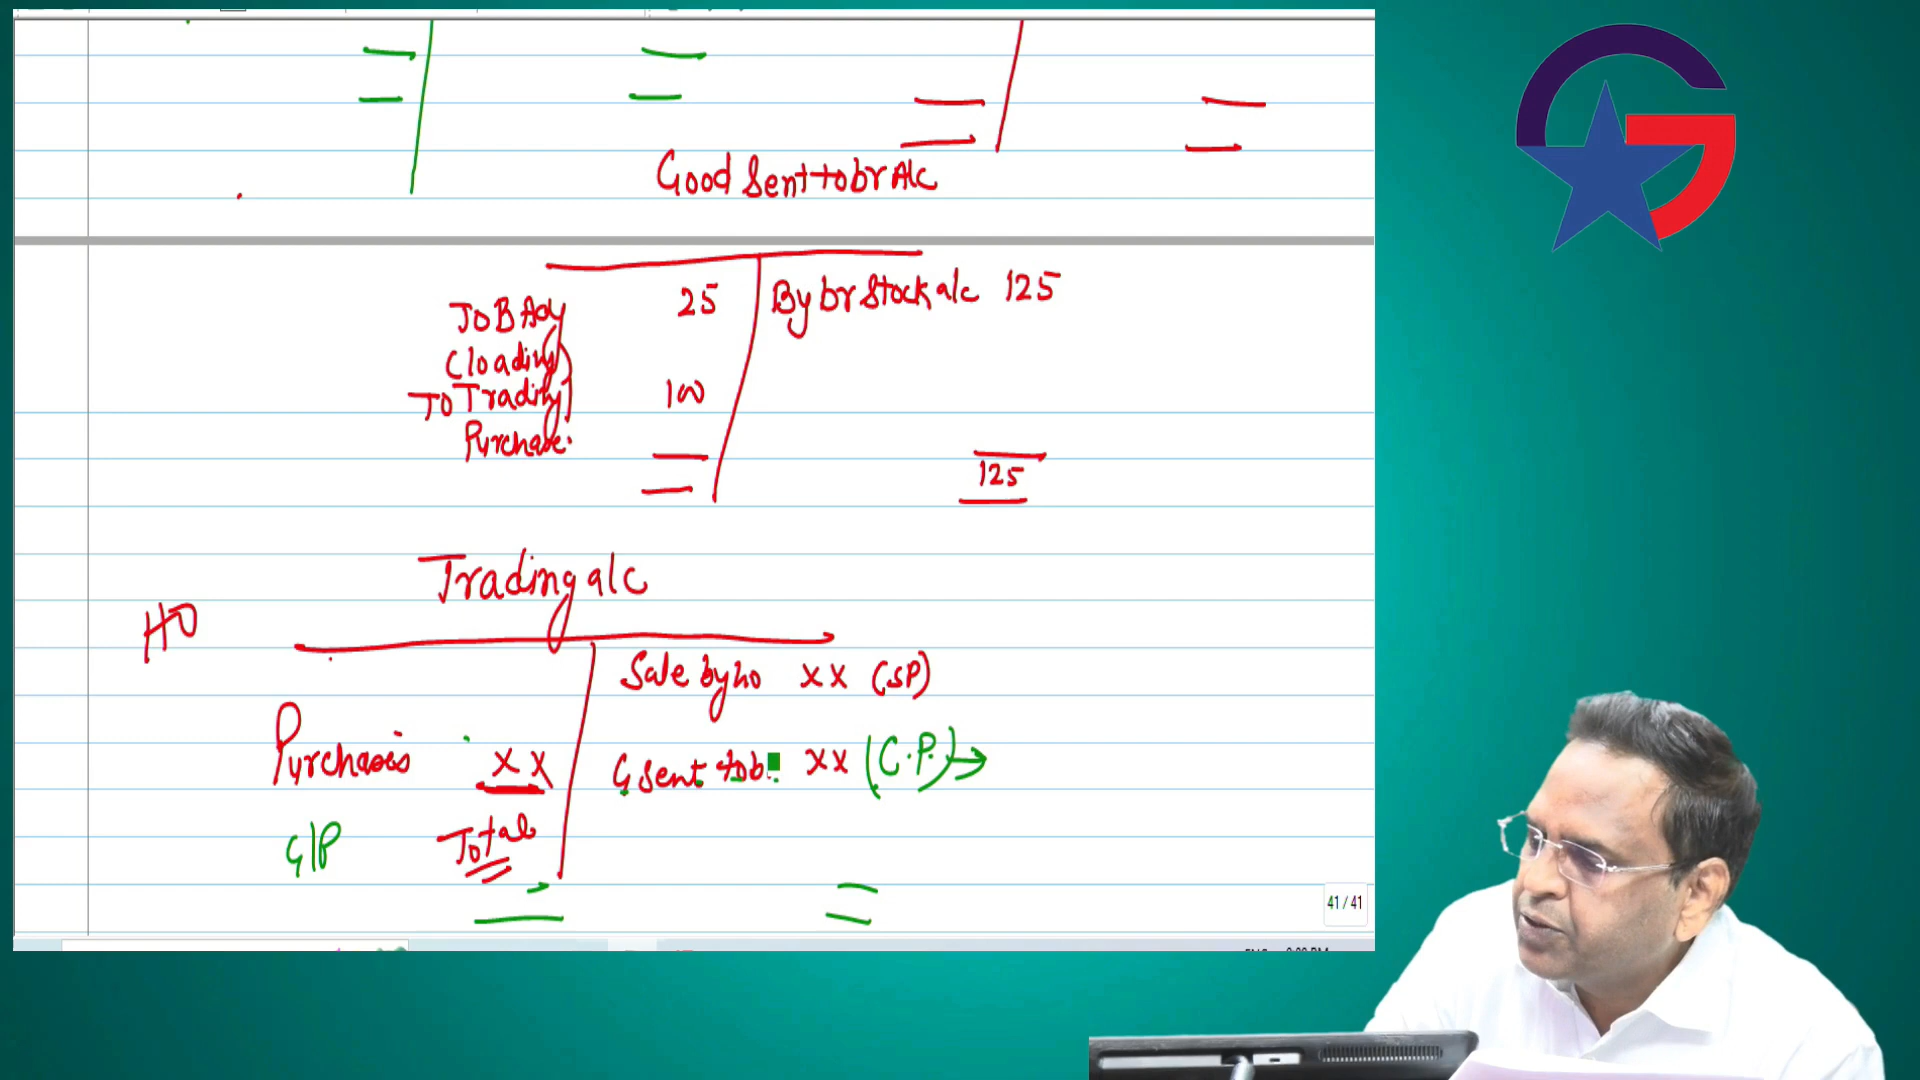 Good Sent to br A/c
To B Adj 25 By br Stock a/c 125
(loading)
To Trading 100
Purchase.
125
Trading a/c
HO
Sale by HO XX (SP)
Purchases XX G Sent to b XX (C.P.)→
G/P Total
41 / 41